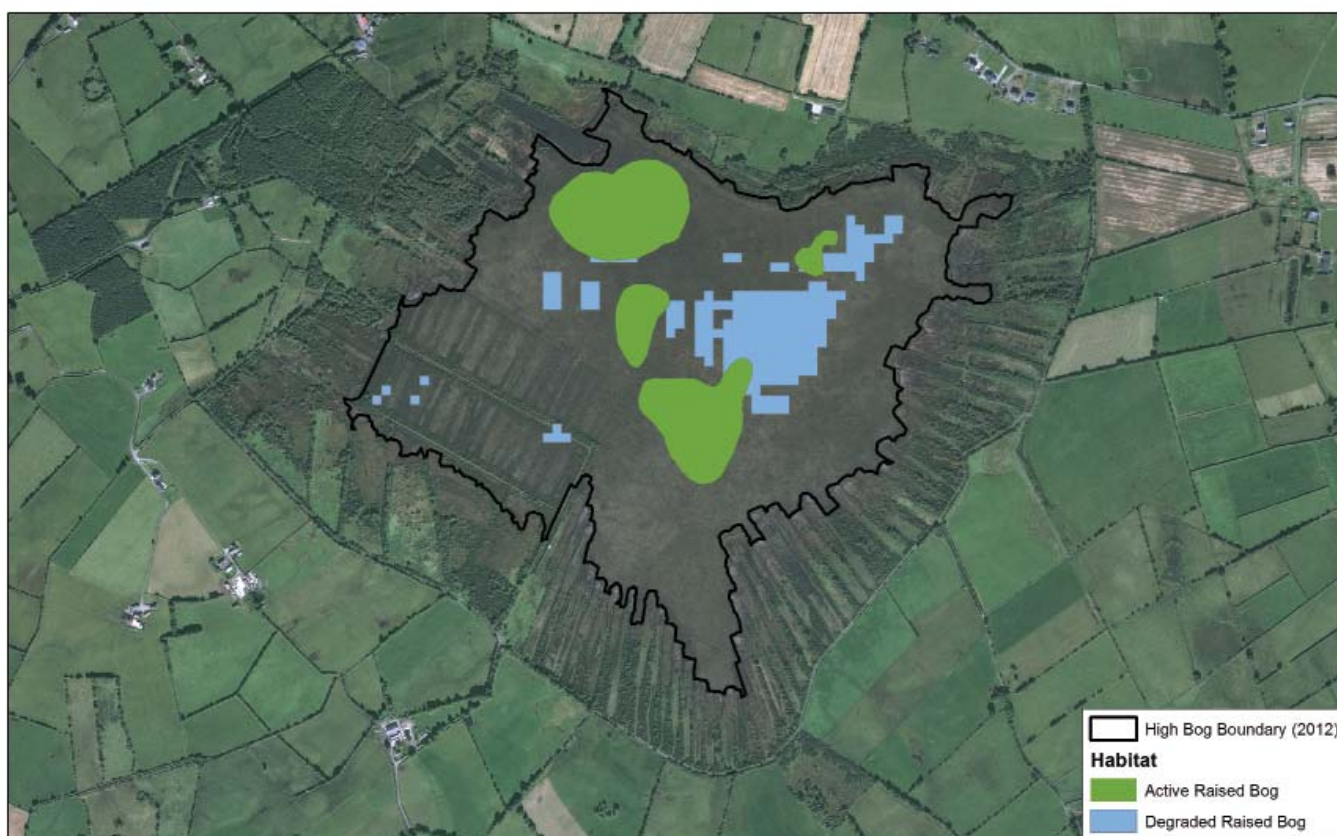 High Bog Boundary (2012)
Habitat
Active Raised Bog
Degraded Raised Bog